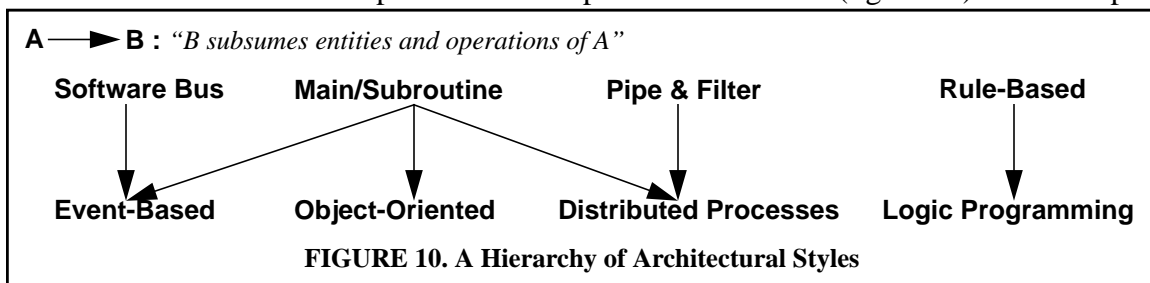 A B : “B subsumes entities and operations of A”
Software Bus Main/Subroutine Pipe & Filter Rule-Based
Event-Based Object-Oriented Distributed Processes Logic Programming
FIGURE 10. A Hierarchy of Architectural Styles